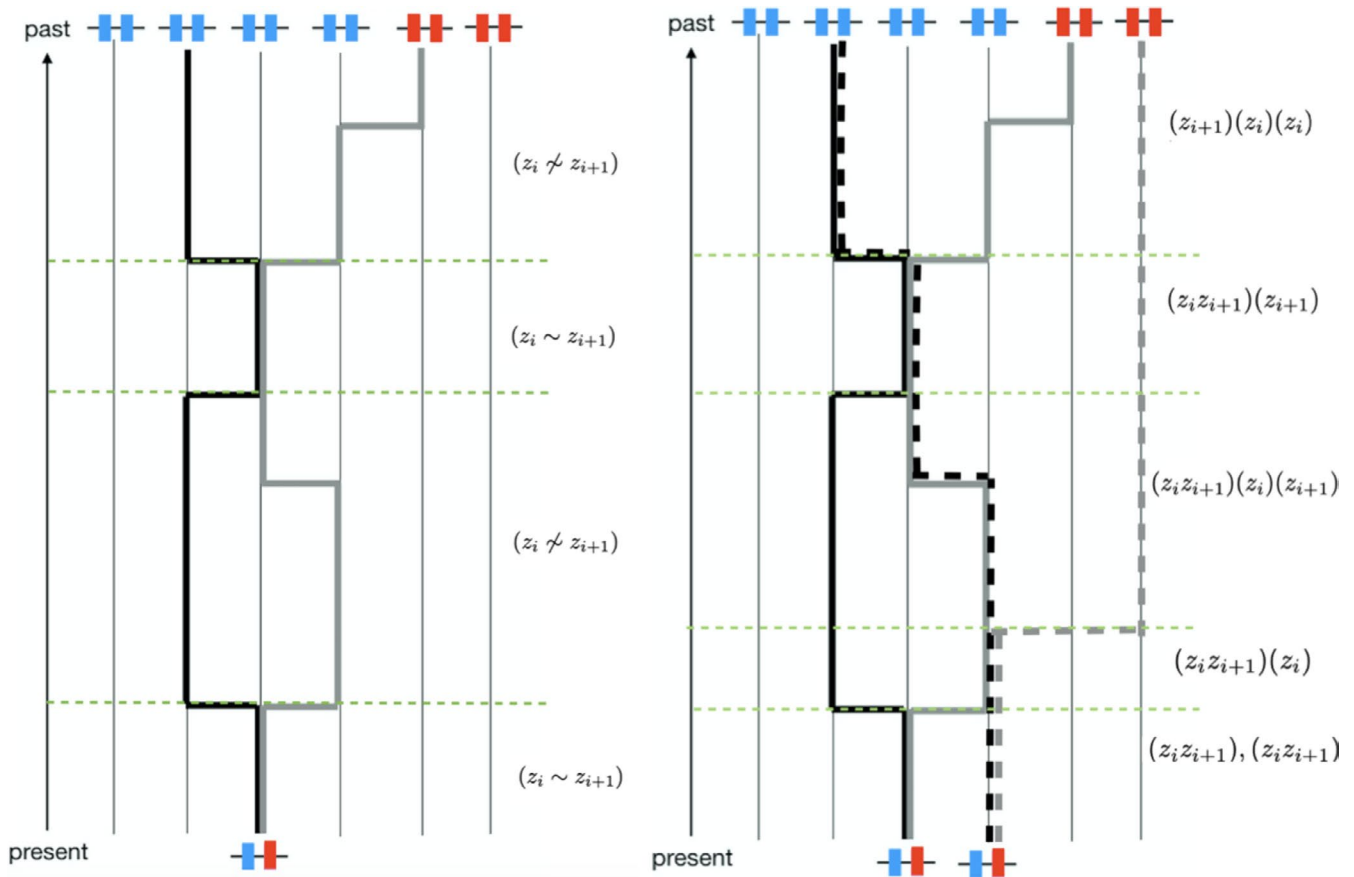 past
(z_i ≁ z_{i+1})
(z_i ∼ z_{i+1})
(z_i ≁ z_{i+1})
(z_i ∼ z_{i+1})
present
past
(z_{i+1})(z_i)(z_i)
(z_i z_{i+1})(z_{i+1})
(z_i z_{i+1})(z_i)(z_{i+1})
(z_i z_{i+1})(z_i)
(z_i z_{i+1}), (z_i z_{i+1})
present